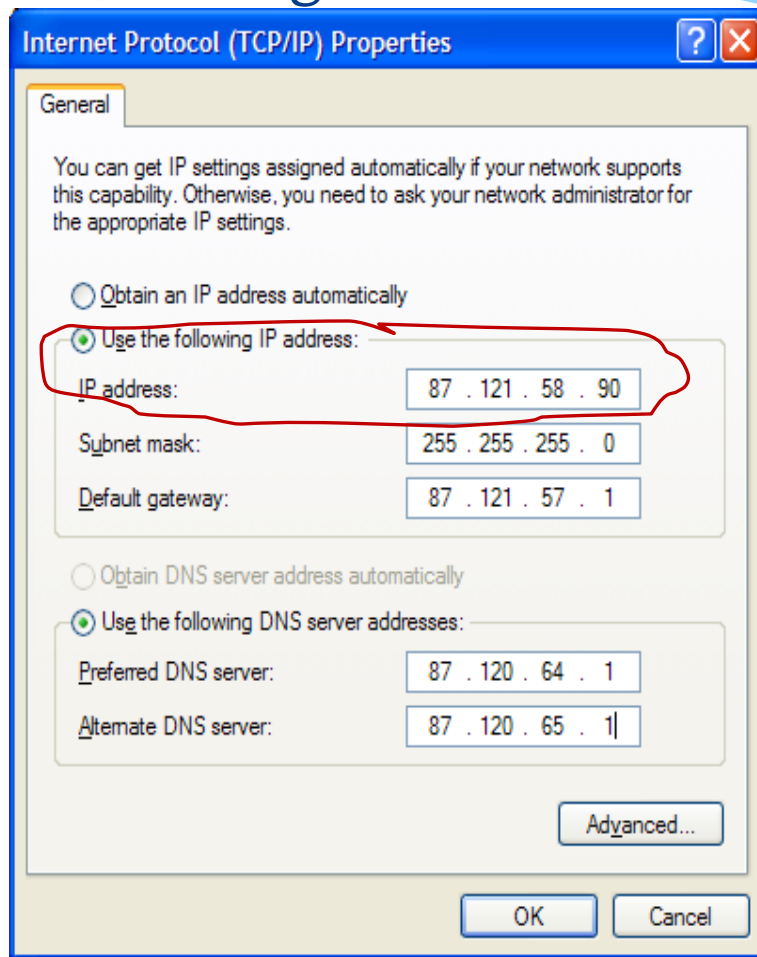 Internet Protocol (TCP/IP) Properties
General
You can get IP settings assigned automatically if your network supports
this capability. Otherwise, you need to ask your network administrator for
the appropriate IP settings.
Obtain an IP address automatically
Use the following IP address:
IP address: 87 . 121 . 58 . 90
Subnet mask: 255 . 255 . 255 . 0
Default gateway: 87 . 121 . 57 . 1
Obtain DNS server address automatically
Use the following DNS server addresses:
Preferred DNS server: 87 . 120 . 64 . 1
Alternate DNS server: 87 . 120 . 65 . 1
Advanced...
OK Cancel